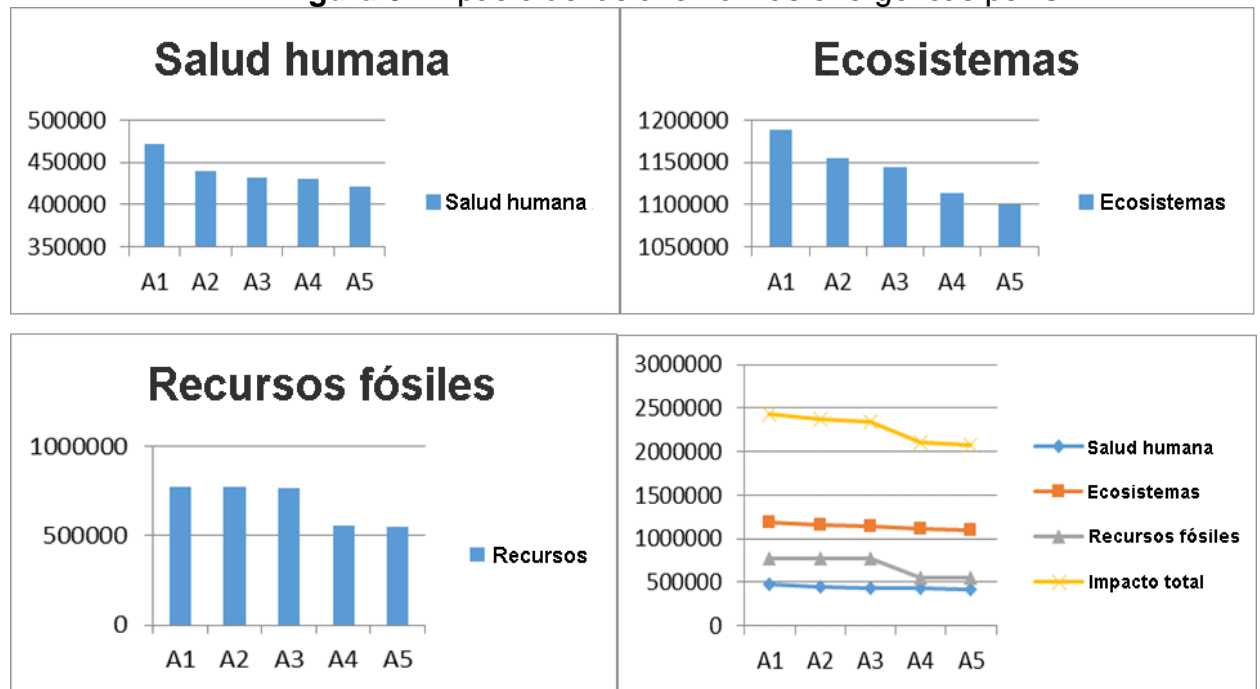 Salud humana
500000
450000
400000
350000
A1 A2 A3 A4 A5
Salud humana
Ecosistemas
1200000
1150000
1100000
1050000
A1 A2 A3 A4 A5
Ecosistemas
Recursos fósiles
1000000
500000
0
A1 A2 A3 A4 A5
Recursos
3000000
2500000
2000000
1500000
1000000
500000
0
A1 A2 A3 A4 A5
Salud humana
Ecosistemas
Recursos fósiles
Impacto total